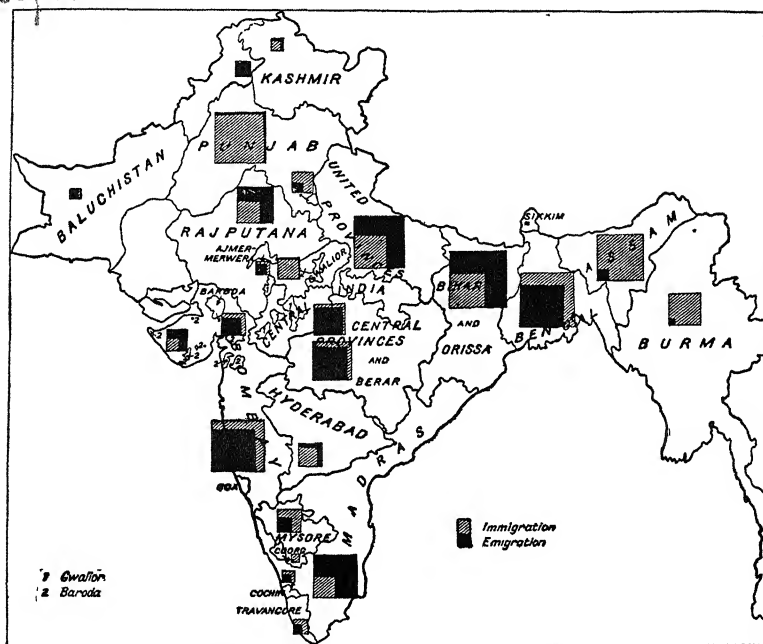 KASHMIR
PUNJAB
BALUCHISTAN
UNITED
PROVINCES
RAJPUTANA
AJMER-
MERWERA
GWALIOR
SIKKIM
ASSAM
BARODA
CENTRAL
INDIA
BIHAR
AND
ORISSA
BENGAL
BURMA
CENTRAL
PROVINCES
AND
BERAR
HYDERABAD
GOA
MADRAS
MYSORE
COORG
COCHIN
TRAVANCORE
Immigration
Emigration
1 Gwalior
2 Baroda